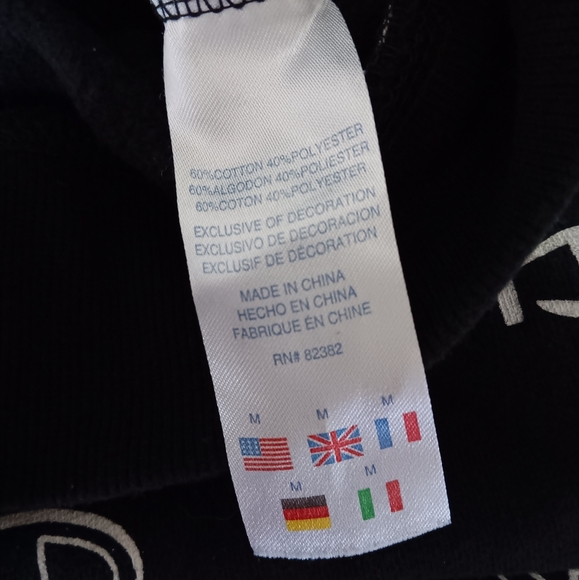 60%COTTON 40%POLYESTER
60%ALGODON 40%POLIESTER
60%COTON 40%POLYESTER
EXCLUSIVE OF DECORATION
EXCLUSIVO DE DECORACIÓN
EXCLUSIF DE DÉCORATION
MADE IN CHINA
HECHO EN CHINA
FABRIQUE EN CHINE
RN# 82382
M M M
M M